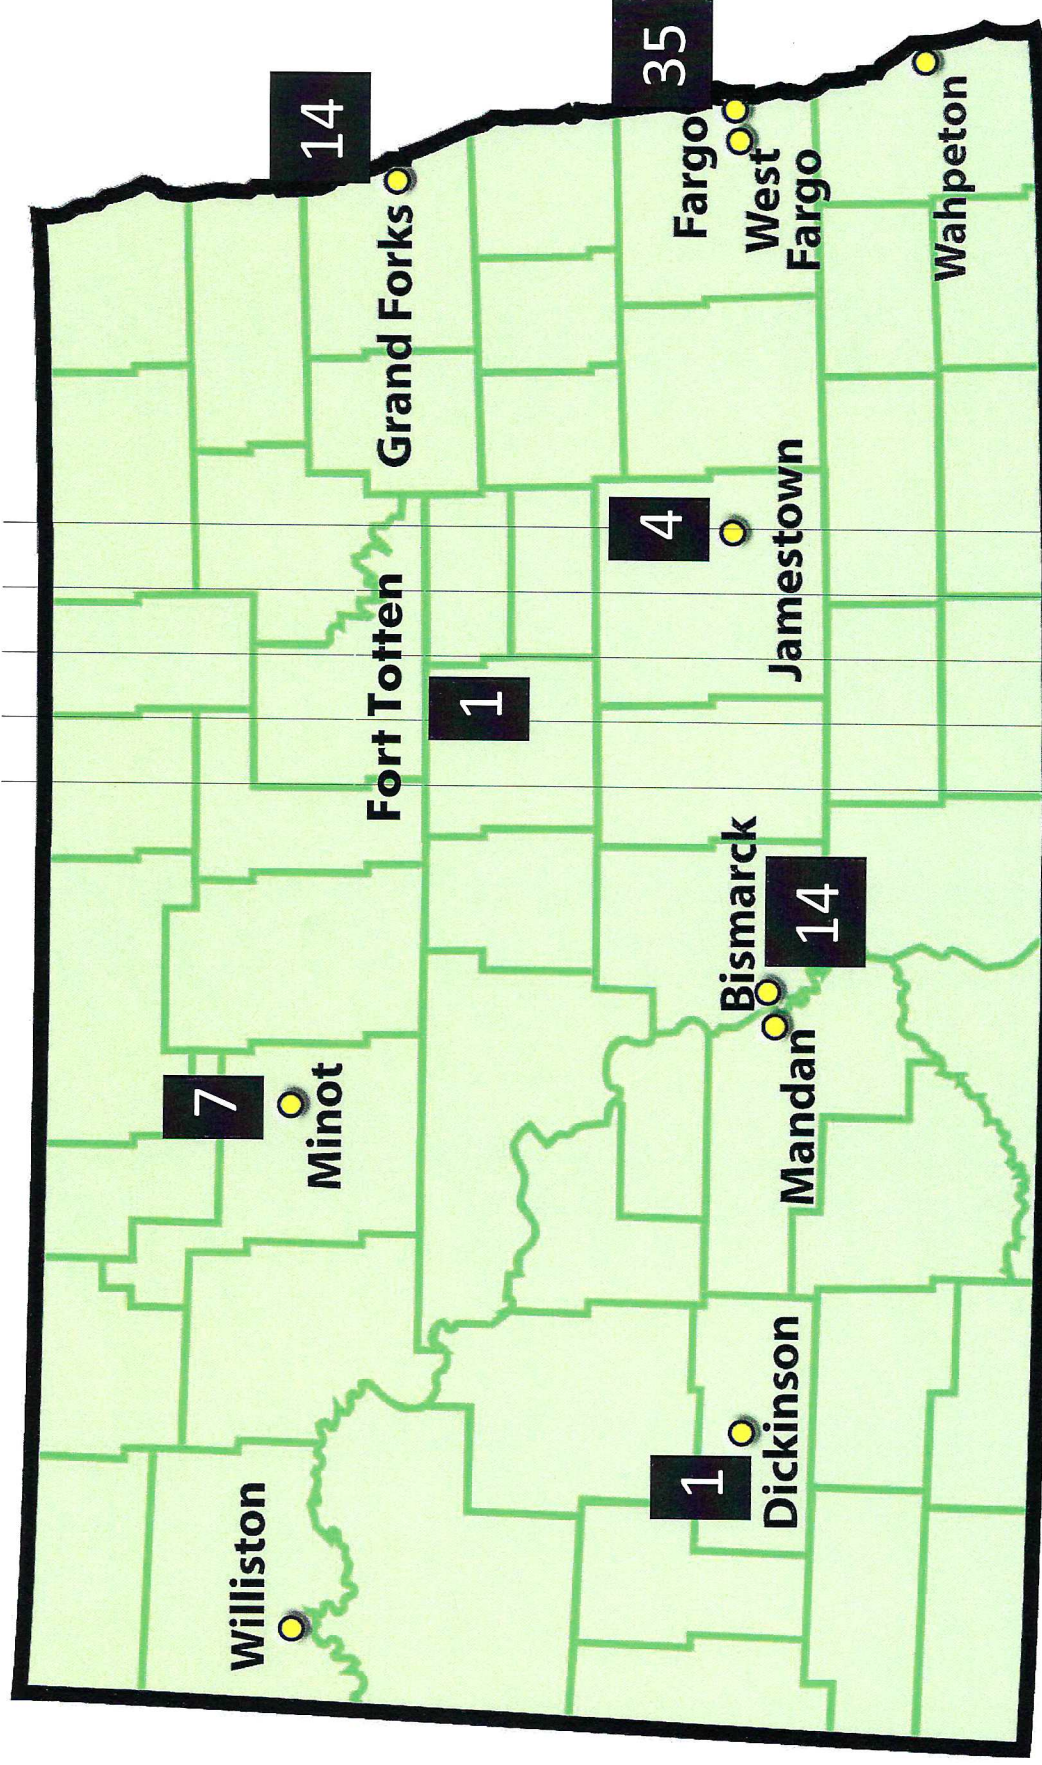 Williston
7
Minot
Fort Totten
1
Grand Forks
14
1
Dickinson
Bismarck
14
Mandan
4
Jamestown
35
Fargo
West
Fargo
Wahpeton